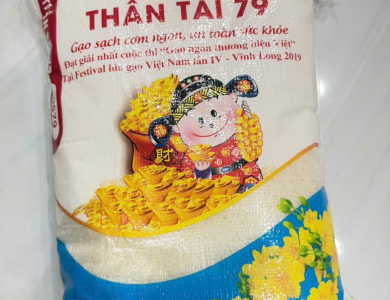 THẦN TÀI 79
Gạo sạch cơm ngon, an toàn sức khỏe
Đạt giải nhất cuộc thi "Gạo ngon thương hiệu Việt"
Tại Festival lúa gạo Việt Nam lần IV - Vĩnh Long 2019
財